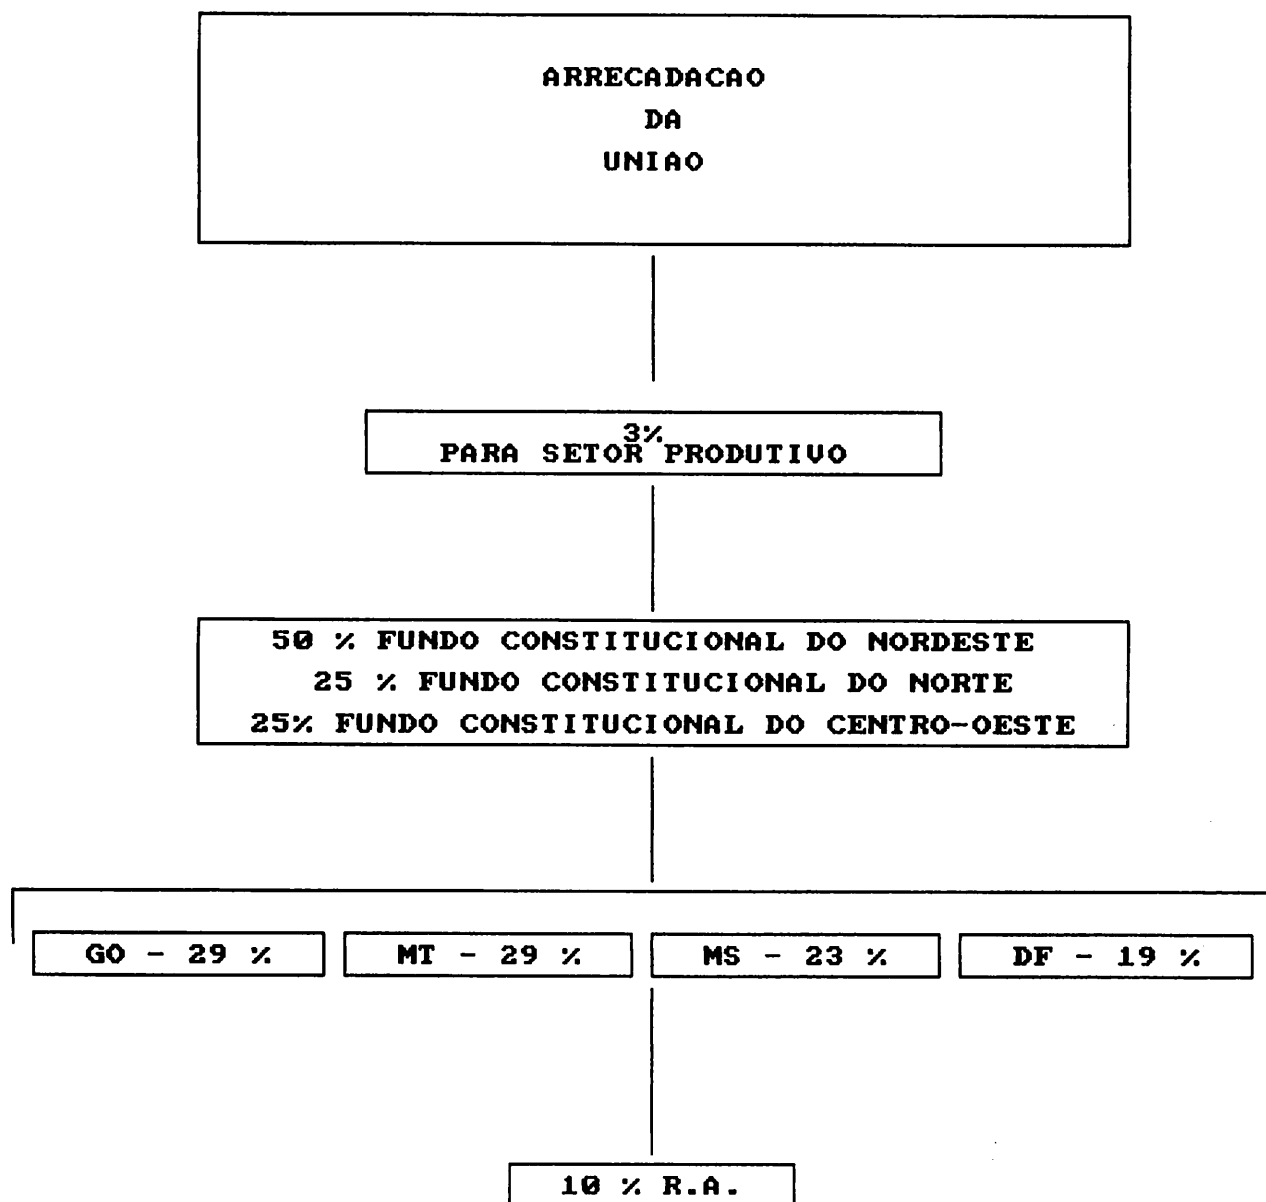 ARRECADACAO
DA
UNIAO
3%
PARA SETOR PRODUTIVO
50 % FUNDO CONSTITUCIONAL DO NORDESTE
25 % FUNDO CONSTITUCIONAL DO NORTE
25% FUNDO CONSTITUCIONAL DO CENTRO-OESTE
GO - 29 %
MT - 29 %
MS - 23 %
DF - 19 %
10 % R.A.